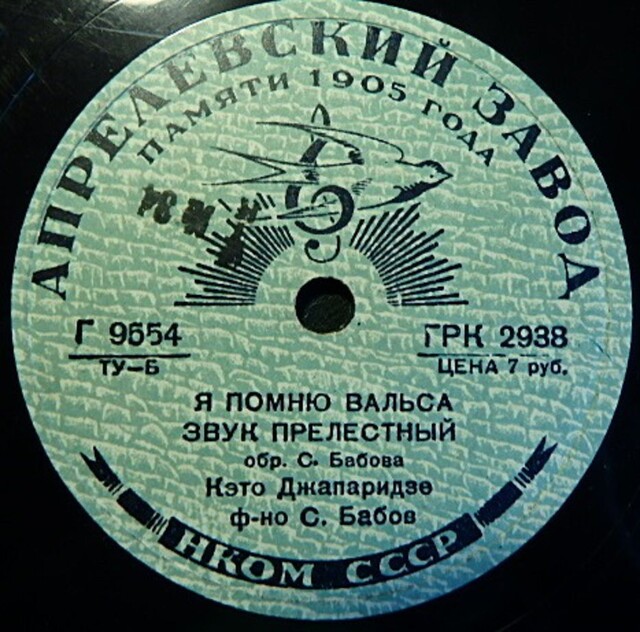 АПРЕЛЕВСКИЙ ЗАВОД
ПАМЯТИ 1905 ГОДА
Г 9554
ТУ–Б
ГРК 2938
ЦЕНА 7 руб.
Я ПОМНЮ ВАЛЬСА
ЗВУК ПРЕЛЕСТНЫЙ
обр. С. Бабова
Кэто Джапаридзе
ф-но С. Бабов
НКОМ СССР